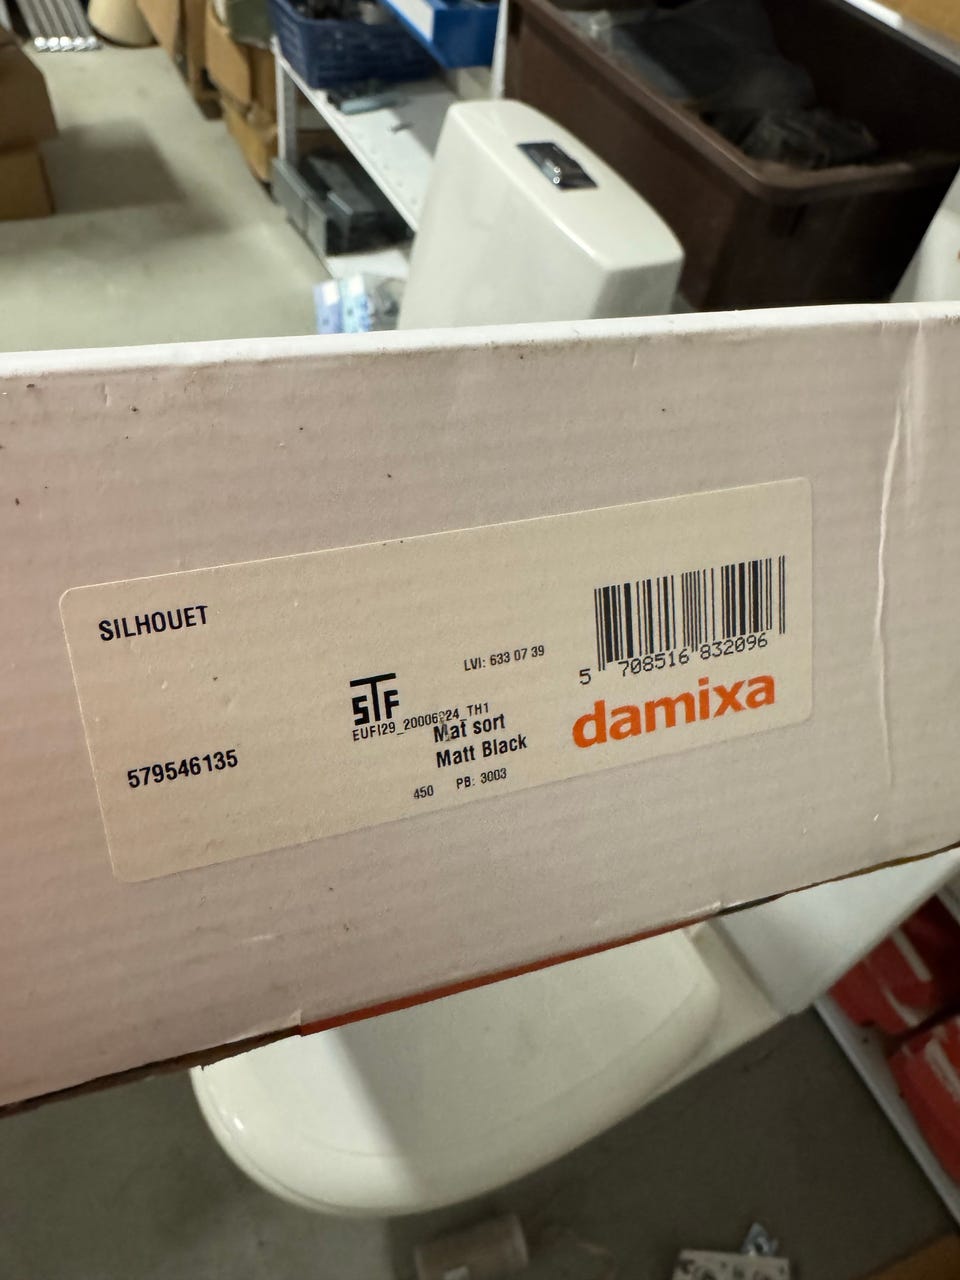 SILHOUET
LVI: 633 07 39
5 708516 832096
STF
EUFI29_20006224_TH1
damixa
Mat sort
Matt Black
579546135
450 PB: 3003